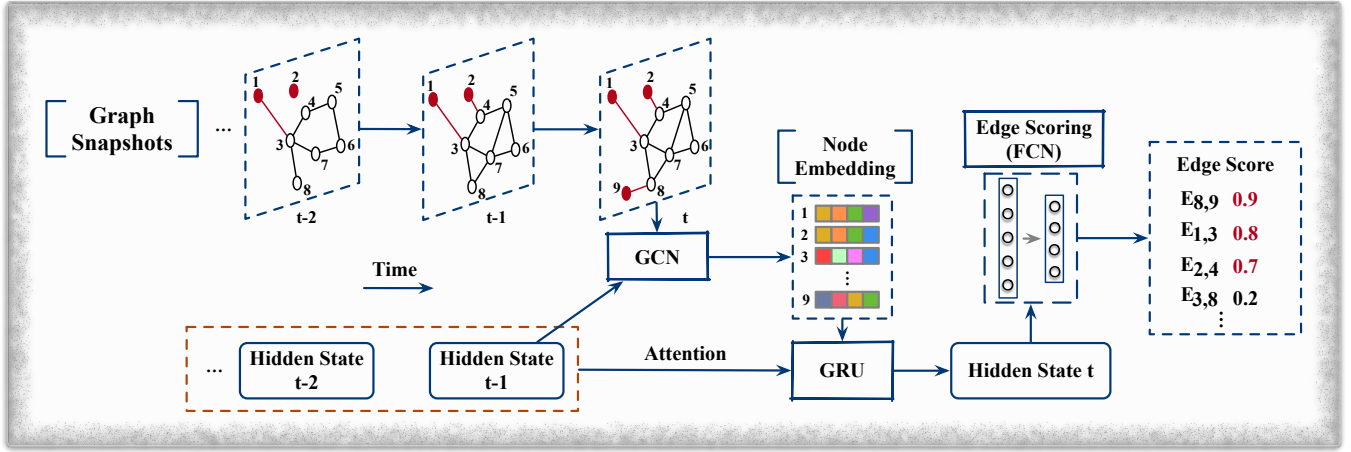 Graph
Snapshots
...
1
2
3
4
5
6
7
8
t-2
1
2
3
4
5
6
7
8
t-1
1
2
3
4
5
6
7
8
9
t
GCN
Time
Node
Embedding
1
2
3
...
9
Edge Scoring
(FCN)
Edge Score
E8,9 0.9
E1,3 0.8
E2,4 0.7
E3,8 0.2
...
...
Hidden State
t-2
Hidden State
t-1
Attention
GRU
Hidden State t